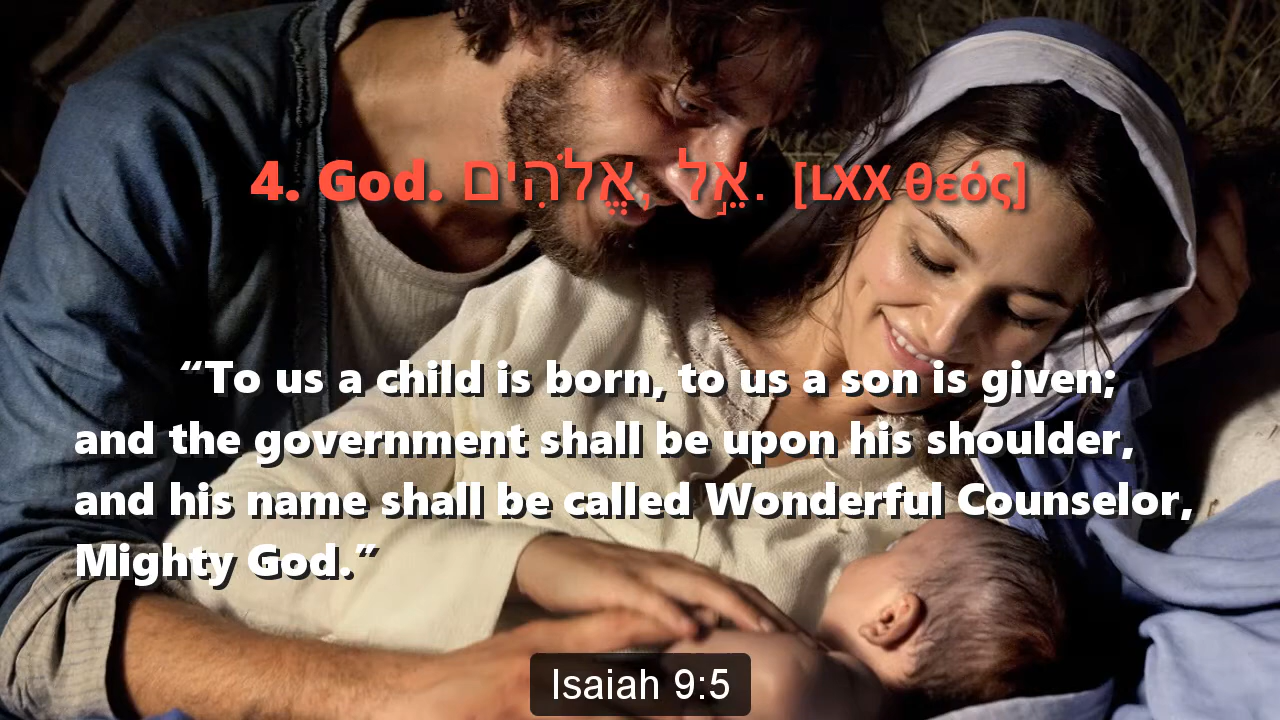 4. God. אֱלֹהִים, אֵל. [LXX θεός]
“To us a child is born, to us a son is given;
and the government shall be upon his shoulder,
and his name shall be called Wonderful Counselor,
Mighty God.”
Isaiah 9:5